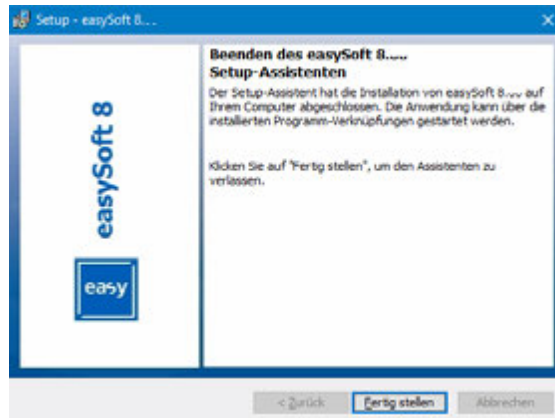 Setup - easySoft 8....
easySoft 8
easy
Beenden des easySoft 8....
Setup-Assistenten
Der Setup-Assistent hat die Installation von easySoft 8... auf
Ihrem Computer abgeschlossen. Die Anwendung kann über die
installierten Programm-Verknüpfungen gestartet werden.
Klicken Sie auf "Fertig stellen", um den Assistenten zu
verlassen.
< Zurück
Fertig stellen
Abbrechen